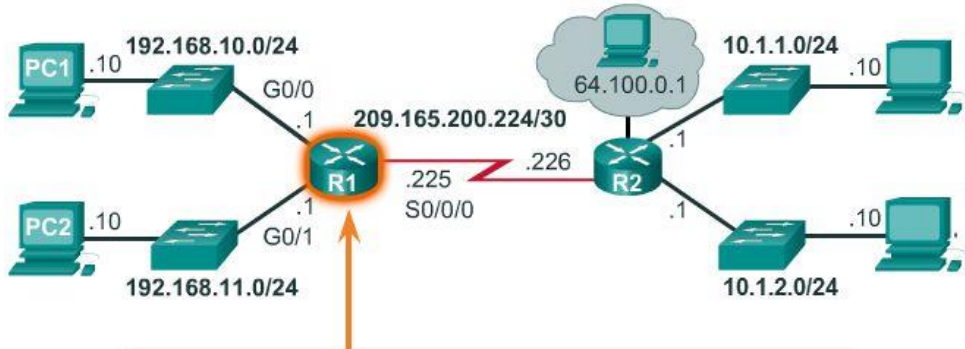 192.168.10.0/24
PC1
.10
G0/0
.1
209.165.200.224/30
R1
.225
S0/0/0
.226
64.100.0.1
R2
10.1.1.0/24
.10
.1
PC2
.10
.1
G0/1
192.168.11.0/24
.1
.10
10.1.2.0/24